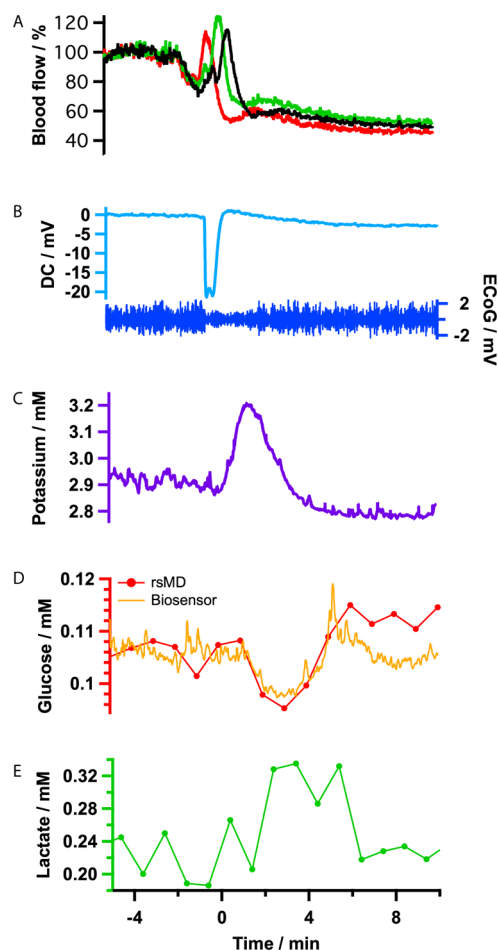 A
Blood flow / %
120
100
80
60
40
B
DC / mV
0
-5
-10
-15
-20
ECoG / mV
2
-2
C
Potassium / mM
3.2
3.1
3.0
2.9
2.8
D
Glucose / mM
0.12
0.11
0.1
rsMD
Biosensor
E
Lactate / mM
0.32
0.28
0.24
0.20
-4 0 4 8
Time / min